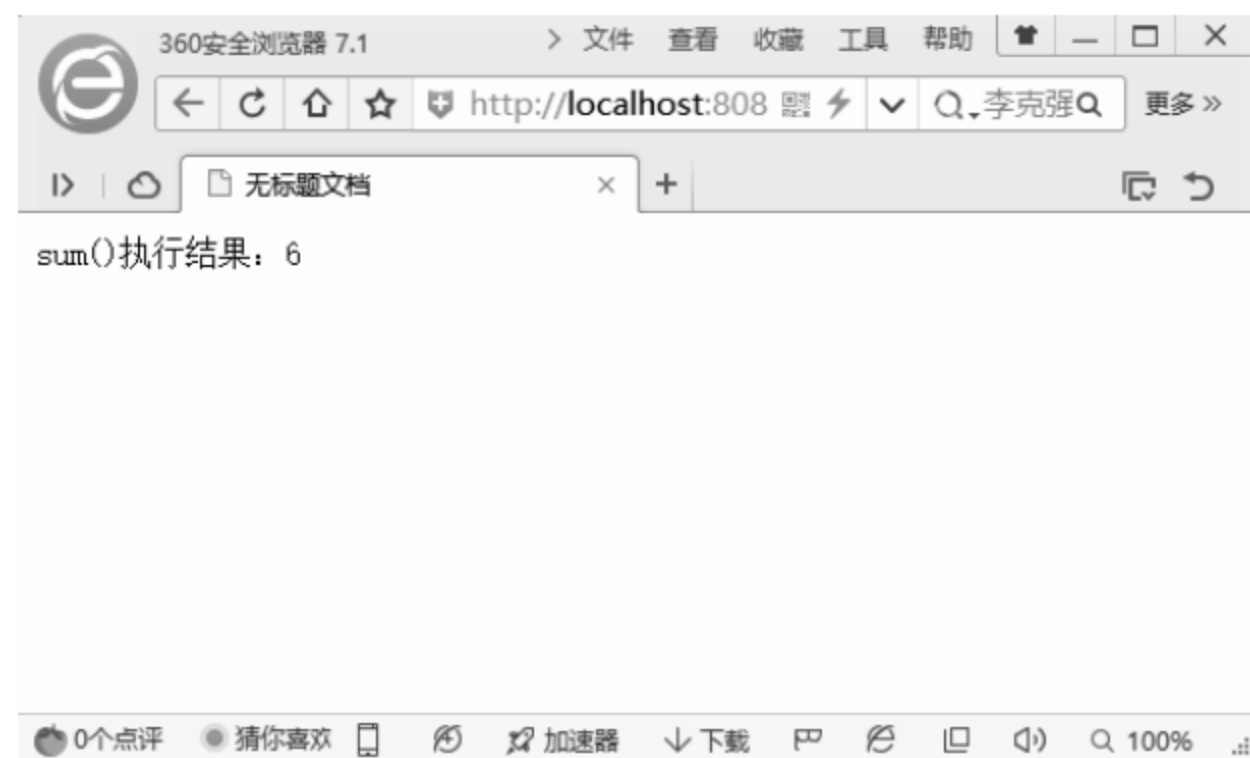 360安全浏览器 7.1 > 文件 查看 收藏 工具 帮助
http://localhost:808 李克强 更多 »
无标题文档
sum()执行结果：6
0个点评 猜你喜欢 加速器 下载 100%